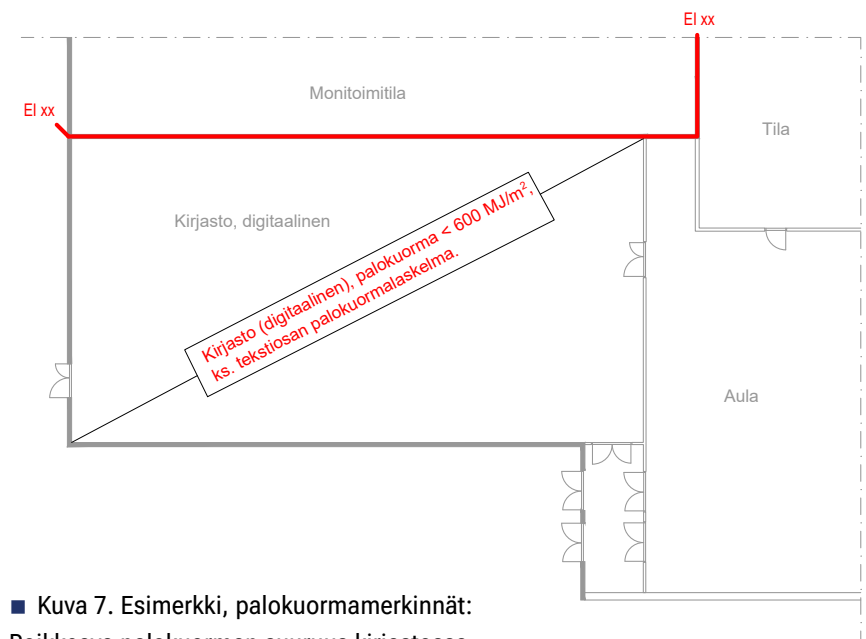 EI xx
Monitoimitila
EI xx
Tila
Kirjasto, digitaalinen
Kirjasto (digitaalinen), palokuorma < 600 MJ/m²,
ks. tekstiosan palokuormalaskelma.
Aula
■ Kuva 7. Esimerkki, palokuormamerkinnät: